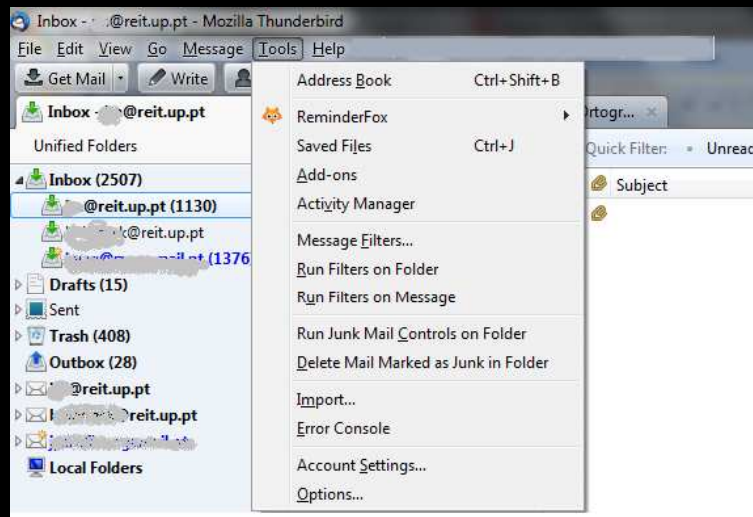 Inbox - @reit.up.pt - Mozilla Thunderbird
File Edit View Go Message Tools Help
Get Mail Write
Inbox - @reit.up.pt
rtogr...
Unified Folders
Quick Filter: Unread
Subject
Inbox (2507)
@reit.up.pt (1130)
k@reit.up.pt
(1376
Drafts (15)
Sent
Trash (408)
Outbox (28)
@reit.up.pt
@reit.up.pt
Local Folders
Address Book Ctrl+Shift+B
ReminderFox
Saved Files Ctrl+J
Add-ons
Activity Manager
Message Filters...
Run Filters on Folder
Run Filters on Message
Run Junk Mail Controls on Folder
Delete Mail Marked as Junk in Folder
Import...
Error Console
Account Settings...
Options...